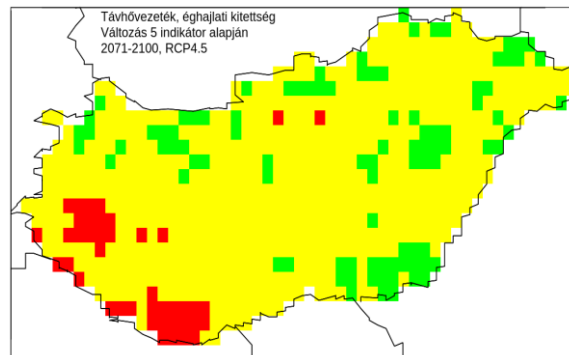 Távhővezeték, éghajlati kitettség
Változás 5 indikátor alapján
2071-2100, RCP4.5